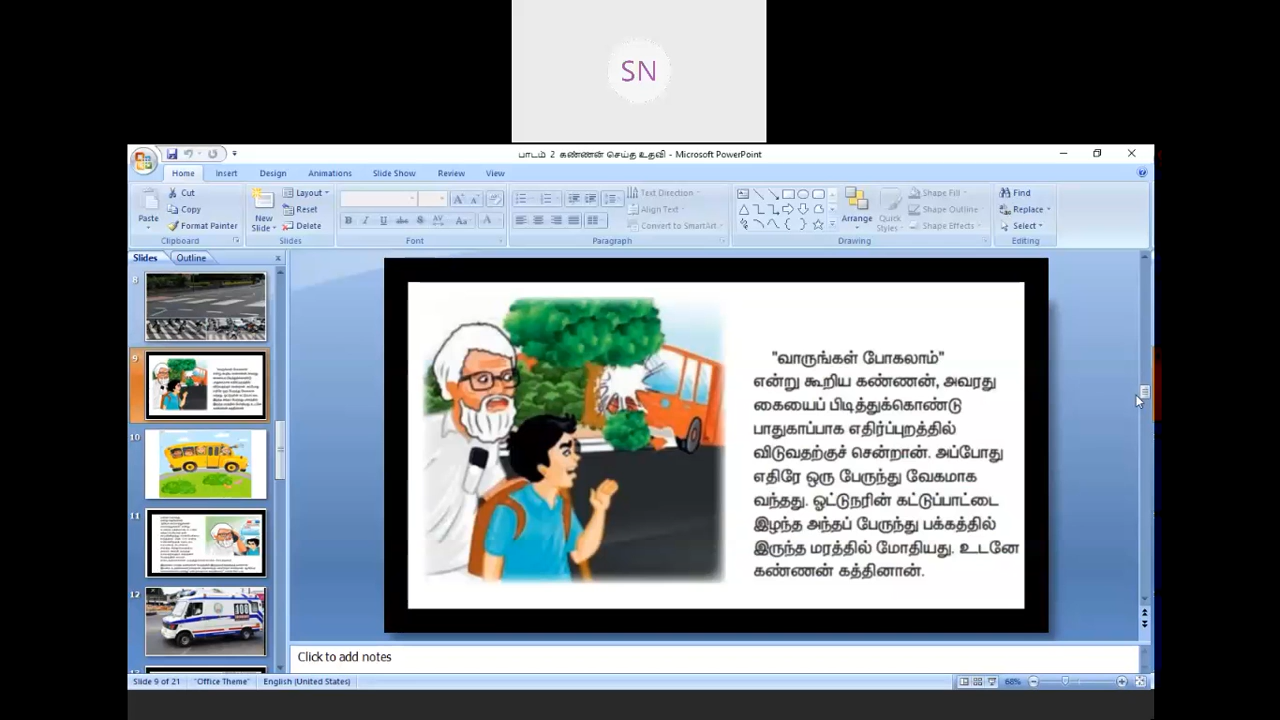 SN
பாடம் 2 கண்ணன் செய்த உதவி - Microsoft PowerPoint
Home Insert Design Animations Slide Show Review View
Paste
Cut
Copy
Format Painter
Clipboard
New Slide
Layout
Reset
Delete
Slides
Font
Text Direction
Align Text
Convert to SmartArt
Paragraph
Arrange
Quick Styles
Shape Fill
Shape Outline
Shape Effects
Drawing
Find
Replace
Select
Editing
Slides Outline
8
9
10
11
12
"வாருங்கள் போகலாம்"
என்று கூறிய கண்ணன், அவரது
கையைப் பிடித்துக்கொண்டு
பாதுகாப்பாக எதிர்ப்புறத்தில்
விடுவதற்குச் சென்றான். அப்போது
எதிரே ஒரு பேருந்து வேகமாக
வந்தது. ஓட்டுநரின் கட்டுப்பாட்டை
இழந்த அந்தப் பேருந்து பக்கத்தில்
இருந்த மரத்தில் மோதியது. உடனே
கண்ணன் கத்தினான்.
Click to add notes
Slide 9 of 21 "Office Theme" English (United States) 68%